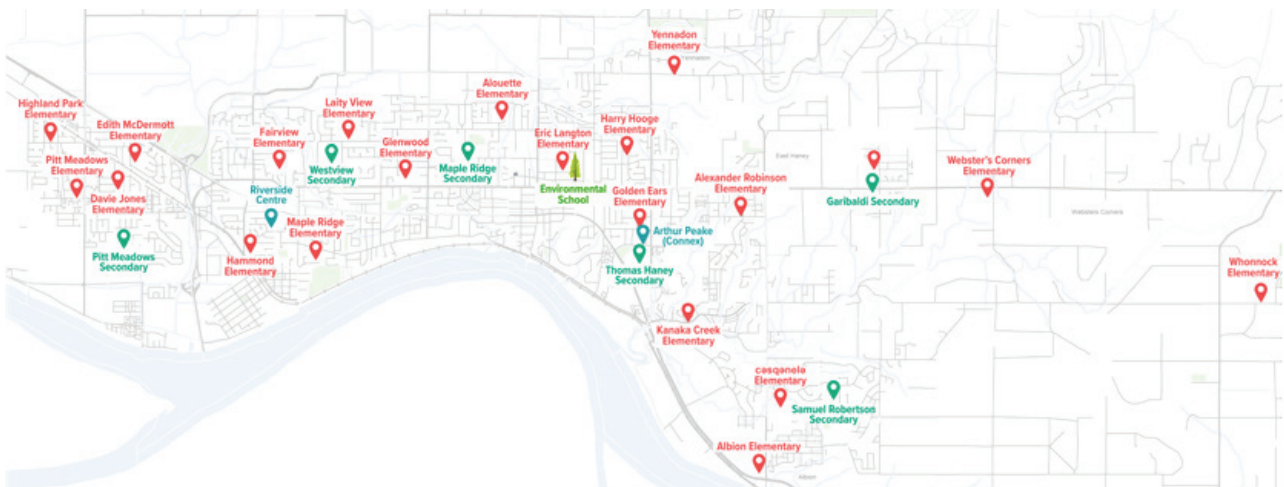 Yennadon
Elementary
Yennadon
Highland Park
Elementary
Edith McDermott
Elementary
Pitt Meadows
Elementary
Davie Jones
Elementary
Pitt Meadows
Secondary
Fairview
Elementary
Laity View
Elementary
Westview
Secondary
Riverside
Centre
Hammond
Elementary
Maple Ridge
Elementary
Glenwood
Elementary
Alouette
Elementary
Maple Ridge
Secondary
Eric Langton
Elementary
Environmental
School
Harry Hooge
Elementary
Golden Ears
Elementary
Arthur Peake
(Connex)
Thomas Haney
Secondary
Alexander Robinson
Elementary
East Haney
Garibaldi Secondary
Webster's Corners
Elementary
Websters Corners
Whonnock
Elementary
Kanaka Creek
Elementary
c̓əsqənelə
Elementary
Samuel Robertson
Secondary
Albion Elementary
Albion